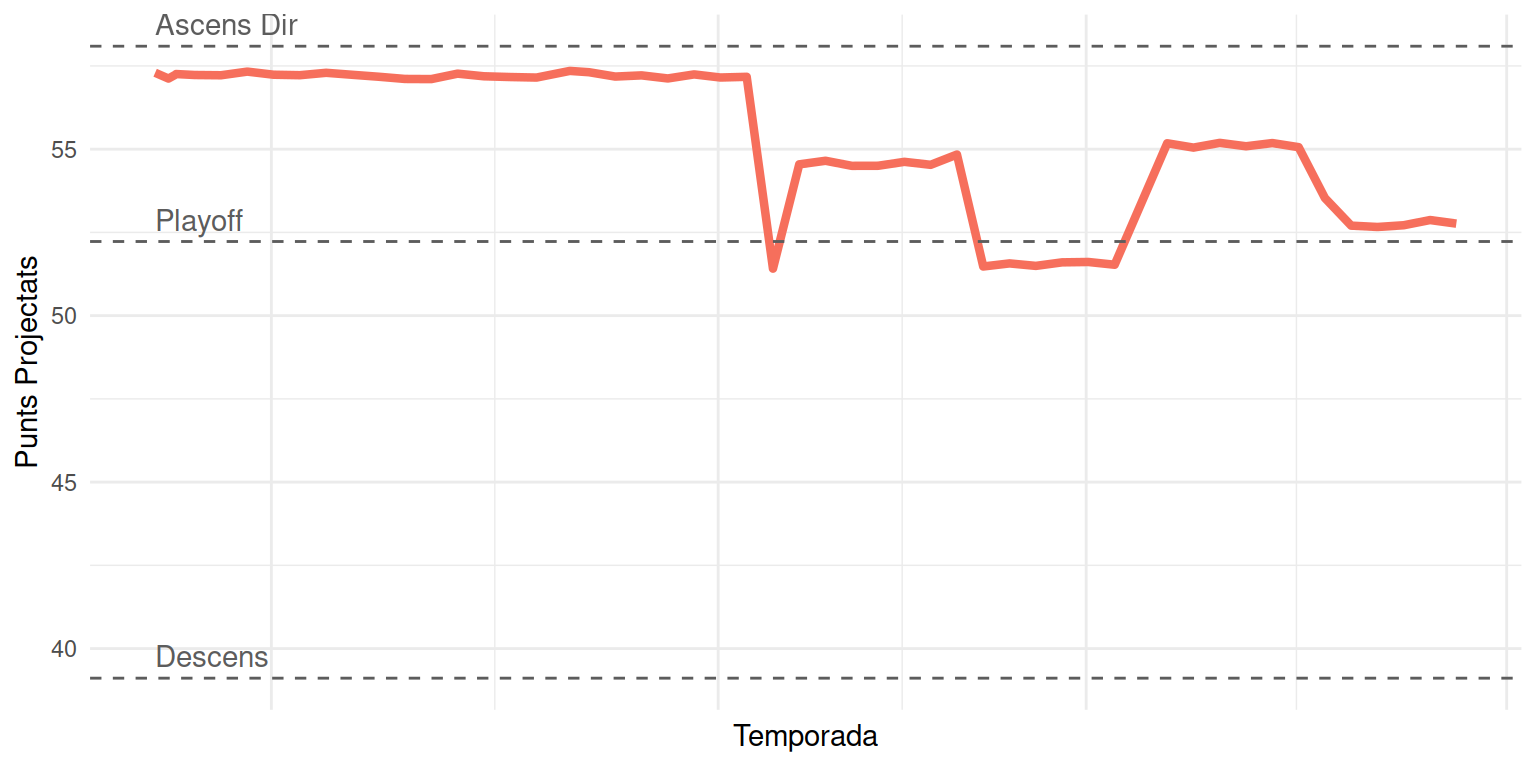 Ascens Dir
55
Playoff
50
45
40
Descens
Punts Projectats
Temporada